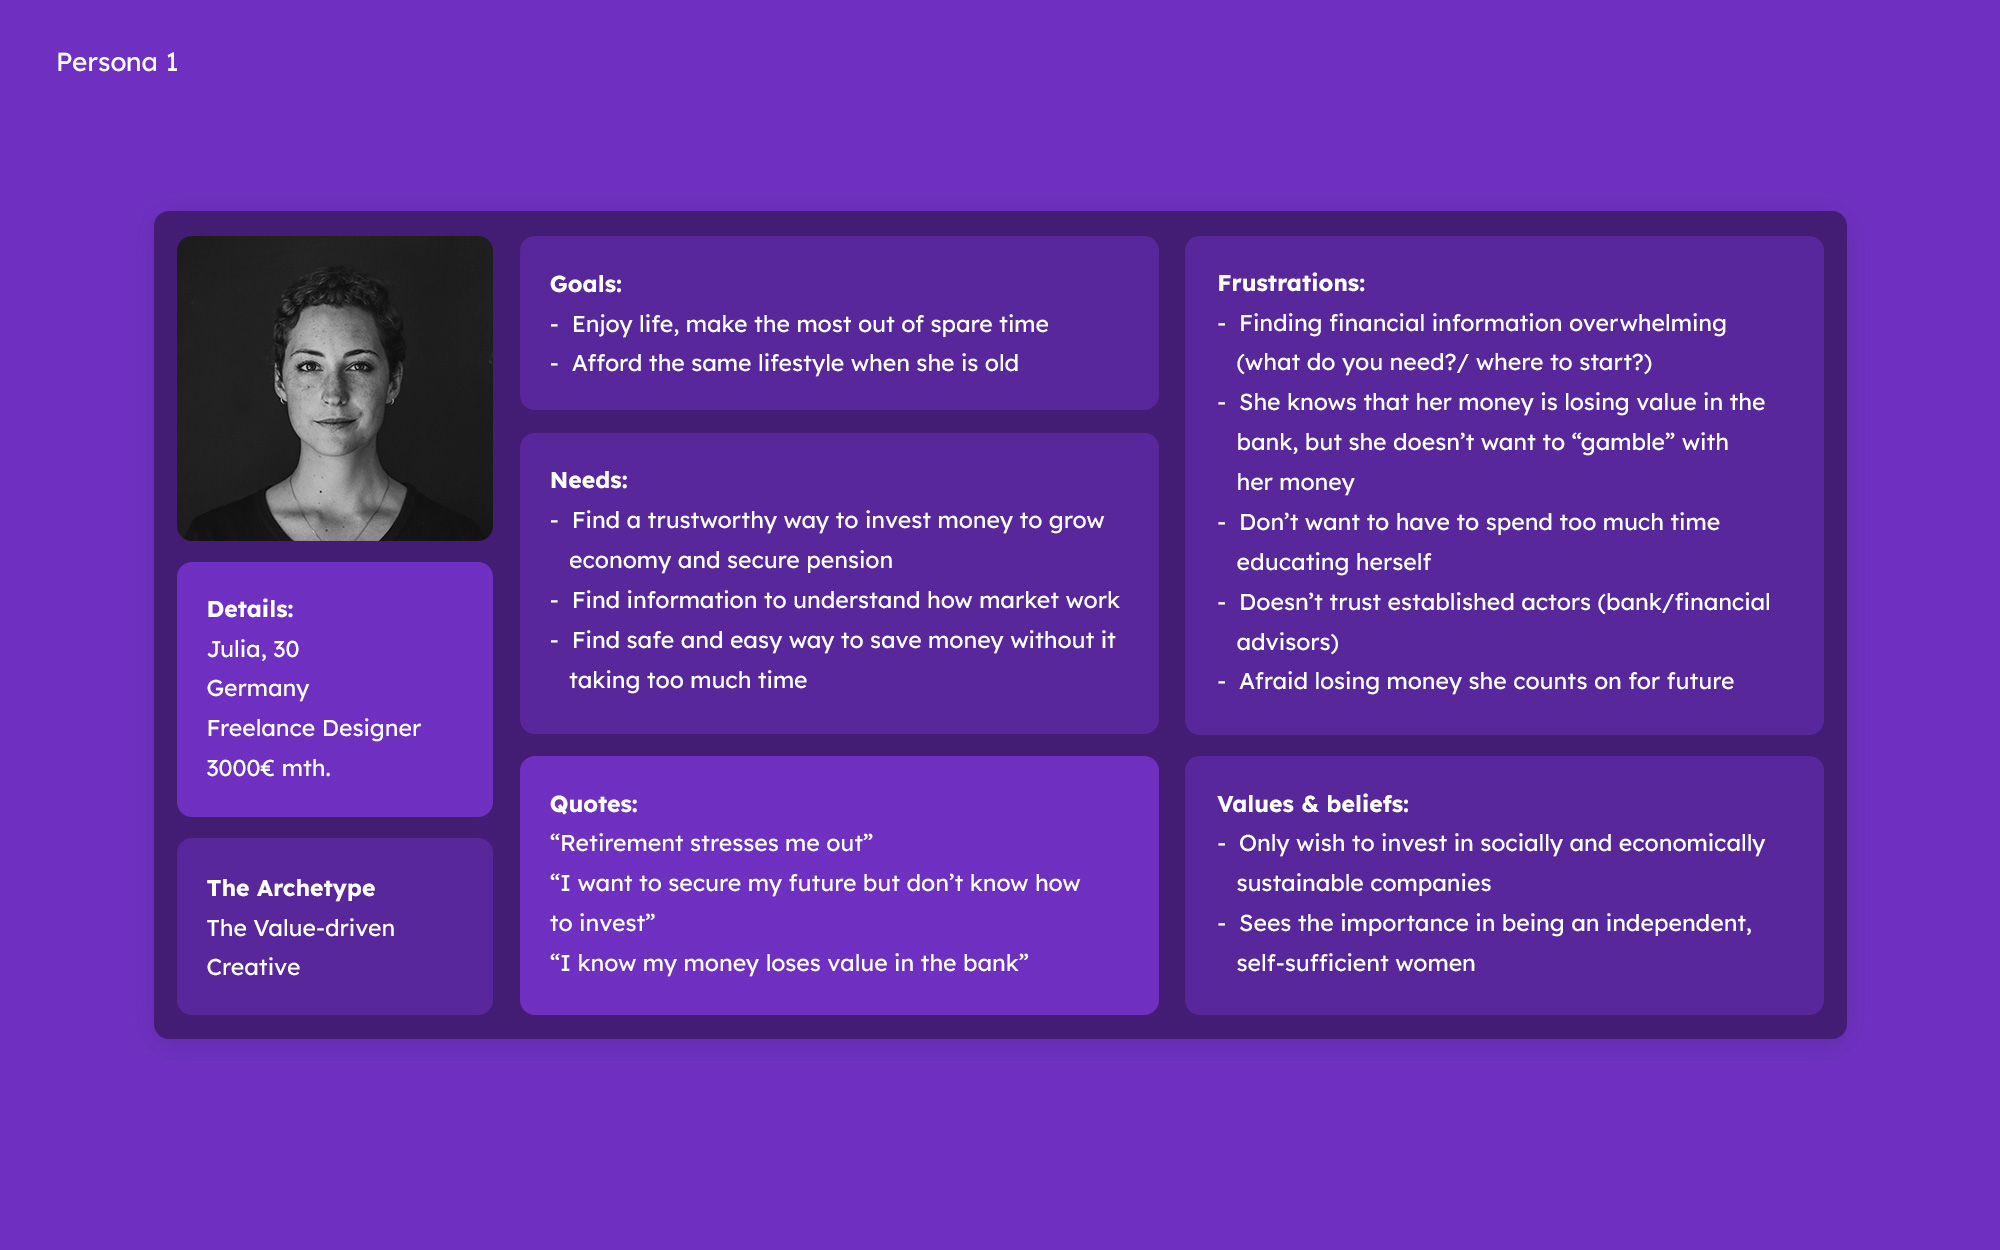 Persona 1
Details:
Julia, 30
Germany
Freelance Designer
3000€ mth.
The Archetype
The Value-driven
Creative
Goals:
- Enjoy life, make the most out of spare time
- Afford the same lifestyle when she is old
Needs:
- Find a trustworthy way to invest money to grow
economy and secure pension
- Find information to understand how market work
- Find safe and easy way to save money without it
taking too much time
Quotes:
“Retirement stresses me out”
“I want to secure my future but don’t know how
to invest”
“I know my money loses value in the bank”
Frustrations:
- Finding financial information overwhelming
(what do you need?/ where to start?)
- She knows that her money is losing value in the
bank, but she doesn’t want to “gamble” with
her money
- Don’t want to have to spend too much time
educating herself
- Doesn’t trust established actors (bank/financial
advisors)
- Afraid losing money she counts on for future
Values & beliefs:
- Only wish to invest in socially and economically
sustainable companies
- Sees the importance in being an independent,
self-sufficient women